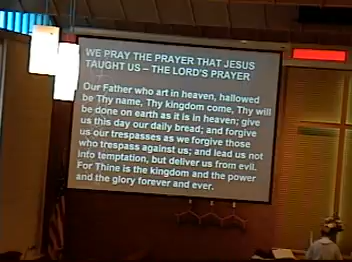 WE PRAY THE PRAYER THAT JESUS
TAUGHT US – THE LORD'S PRAYER
Our Father who art in heaven, hallowed
be Thy name, Thy kingdom come, Thy will
be done on earth as it is in heaven; give
us this day our daily bread; and forgive
us our trespasses as we forgive those
who trespass against us; and lead us not
into temptation, but deliver us from evil.
For Thine is the kingdom and the power
and the glory forever and ever.